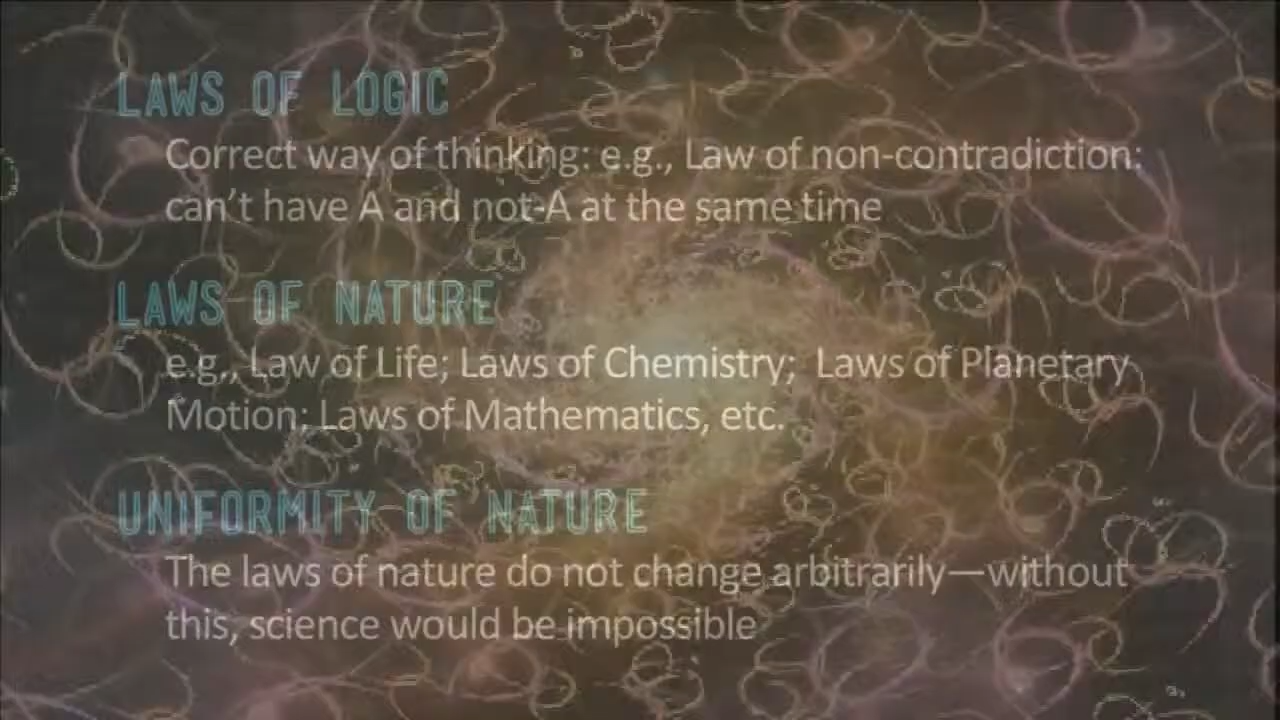 LAWS OF LOGIC
Correct way of thinking: e.g., Law of non-contradiction:
can't have A and not-A at the same time
LAWS OF NATURE
e.g., Law of Life; Laws of Chemistry; Laws of Planetary
Motion; Laws of Mathematics, etc.
UNIFORMITY OF NATURE
The laws of nature do not change arbitrarily—without
this, science would be impossible